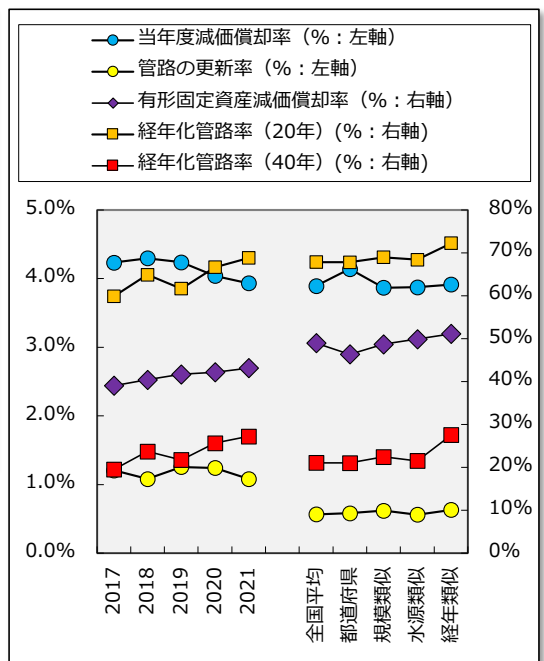 当年度減価償却率（%：左軸）
管路の更新率（%：左軸）
有形固定資産減価償却率（%：右軸）
経年化管路率（20年）(%：右軸)
経年化管路率（40年）(%：右軸)
5.0%
4.0%
3.0%
2.0%
1.0%
0.0%
80%
70%
60%
50%
40%
30%
20%
10%
0%
2017
2018
2019
2020
2021
全国平均
都道府県
規模類似
水源類似
経年類似